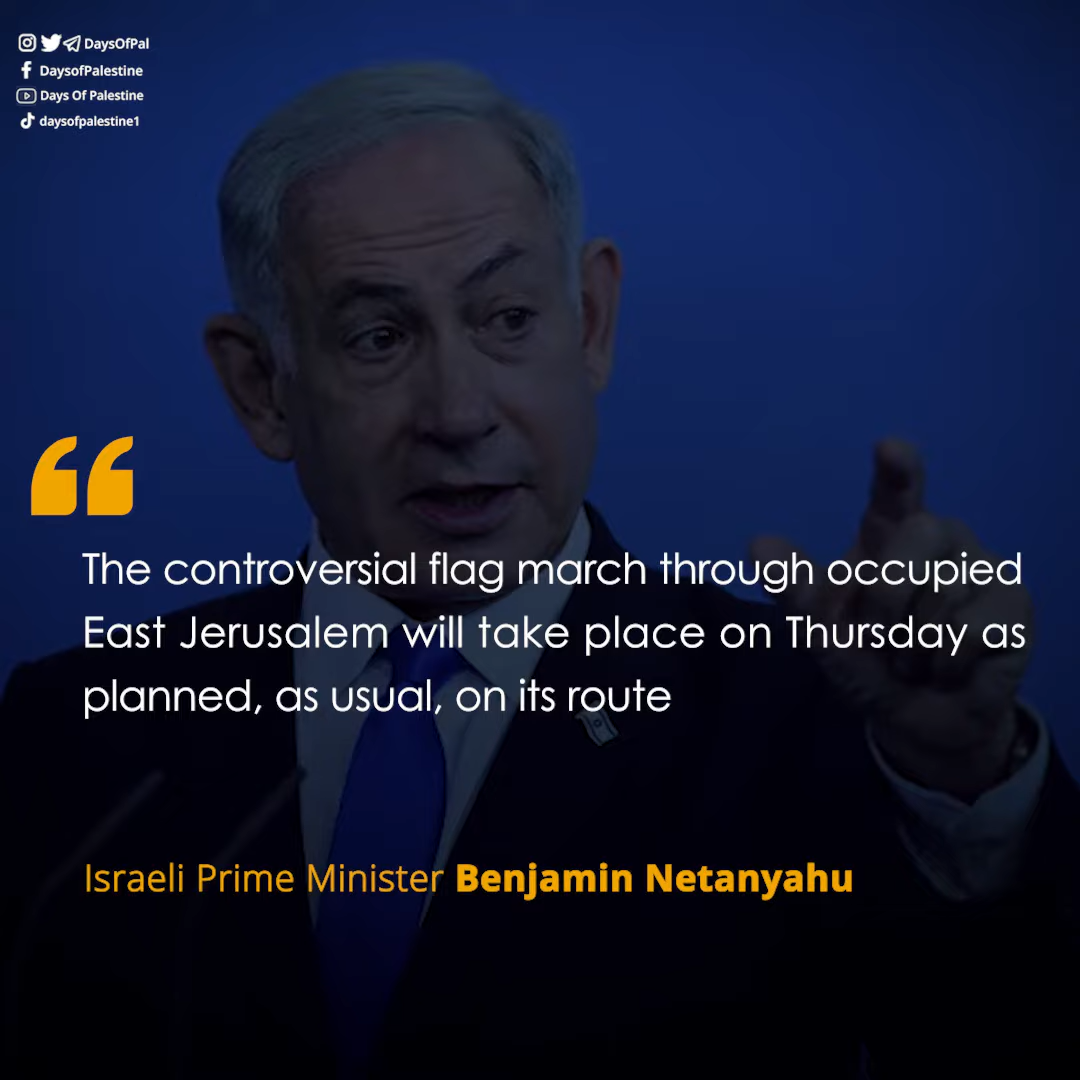 DaysOfPal
DaysofPalestine
Days Of Palestine
daysofpalestine1
“
The controversial flag march through occupied
East Jerusalem will take place on Thursday as
planned, as usual, on its route
Israeli Prime Minister Benjamin Netanyahu